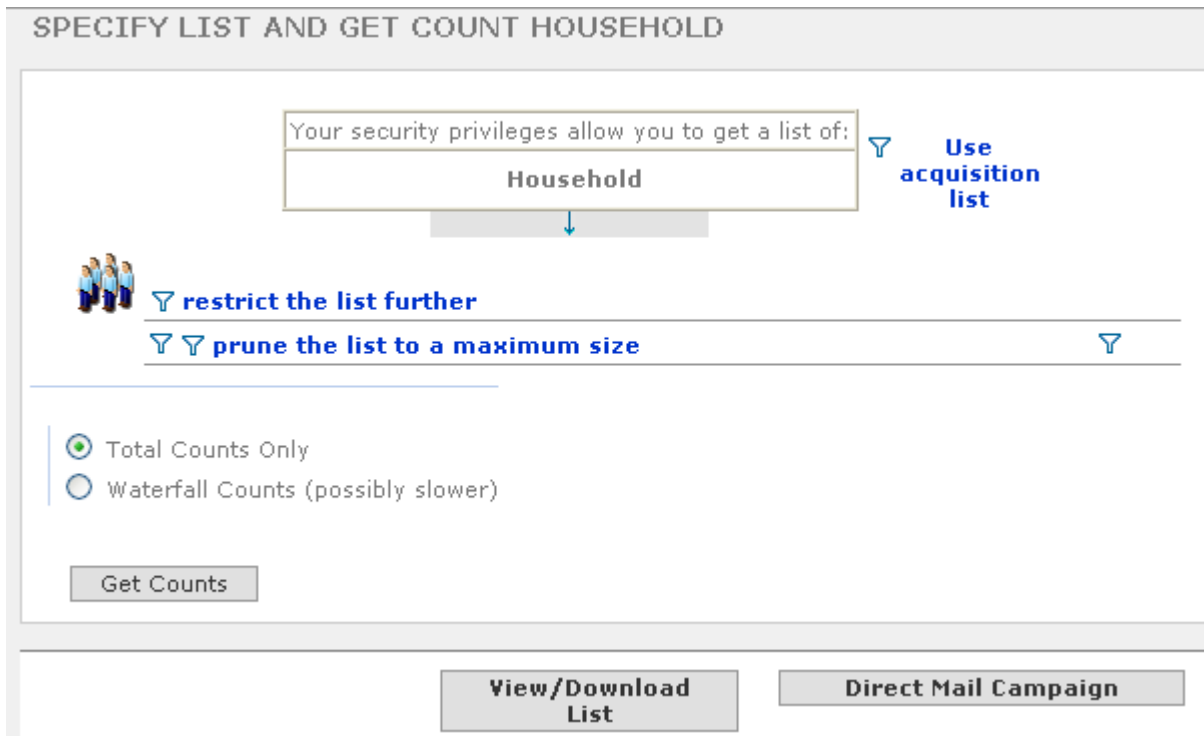 SPECIFY LIST AND GET COUNT HOUSEHOLD
Your security privileges allow you to get a list of:
Household
Use
acquisition
list
restrict the list further
prune the list to a maximum size
Total Counts Only
Waterfall Counts (possibly slower)
Get Counts
View/Download
List
Direct Mail Campaign